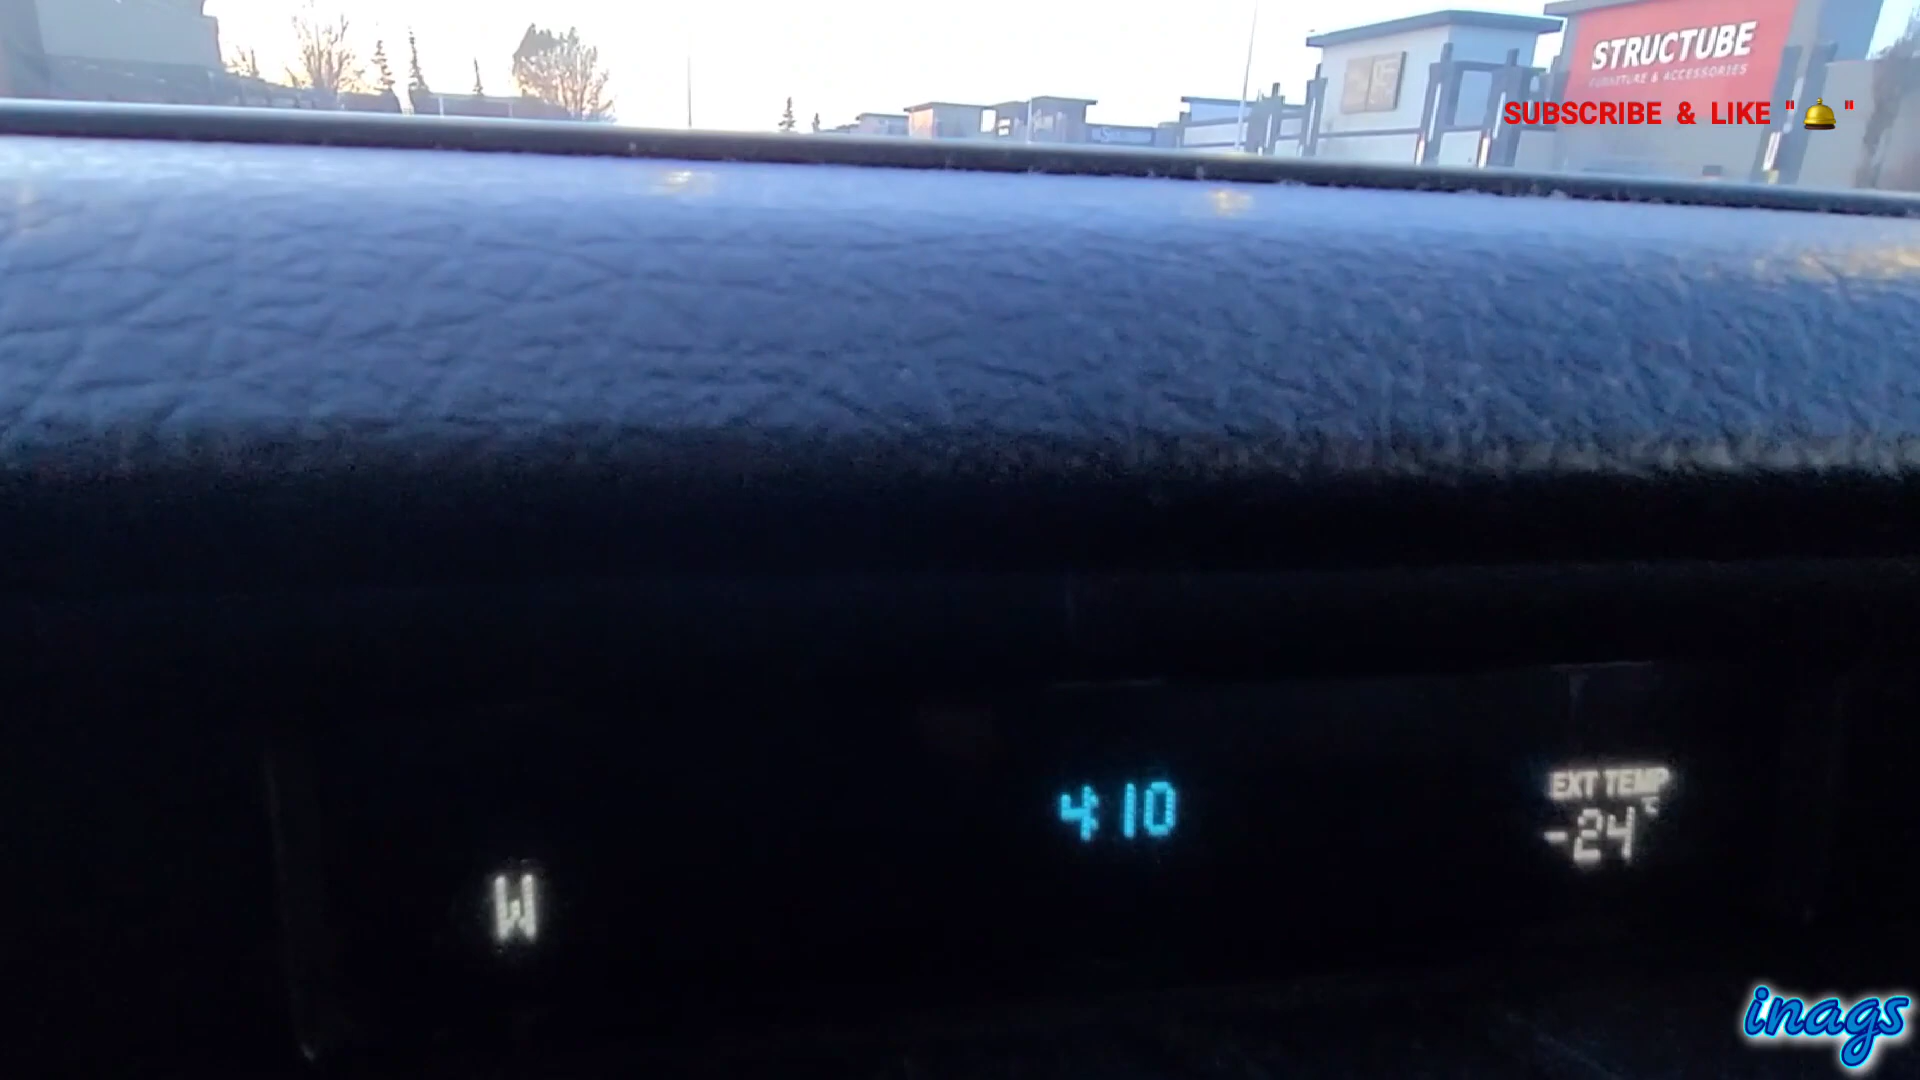 STRUCTUBE
FURNITURE & ACCESSORIES
SUBSCRIBE & LIKE "🛎"
4:10
EXT TEMP
-24°C
W
inags